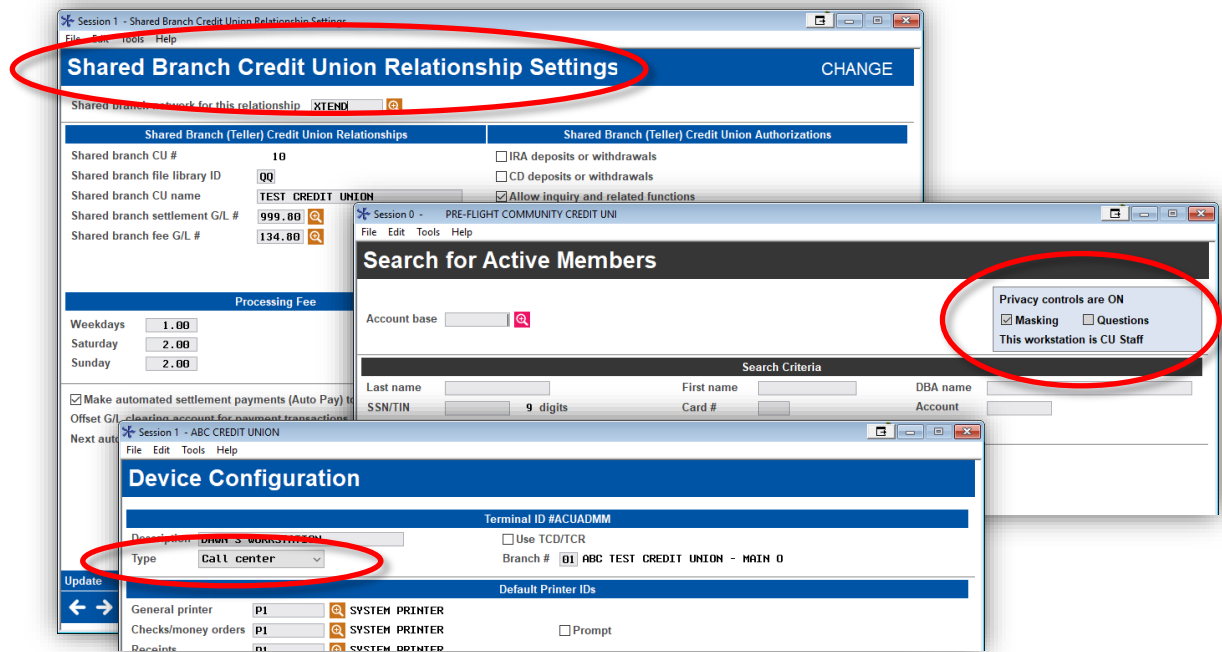 Session 1 - Shared Branch Credit Union Relationship Settings
File Edit Tools Help
Shared Branch Credit Union Relationship Settings
CHANGE
Shared branch network for this relationship XTEND
Shared Branch (Teller) Credit Union Relationships
Shared Branch (Teller) Credit Union Authorizations
Shared branch CU # 10
IRA deposits or withdrawals
Shared branch file library ID QQ
CD deposits or withdrawals
Shared branch CU name TEST CREDIT UNION
Allow inquiry and related functions
Shared branch settlement G/L # 999.80
Shared branch fee G/L # 134.80
Processing Fee
Weekdays 1.00
Saturday 2.00
Sunday 2.00
Make automated settlement payments (Auto Pay) to
Offset G/L clearing account for payment transactions
Next auto
Update
Session 0 - PRE-FLIGHT COMMUNITY CREDIT UNI
File Edit Tools Help
Search for Active Members
Privacy controls are ON
Account base
Masking Questions
This workstation is CU Staff
Search Criteria
Last name First name DBA name
SSN/TIN 9 digits Card # Account
Session 1 - ABC CREDIT UNION
File Edit Tools Help
Device Configuration
Terminal ID #ACUADMM
Description DAWN'S WORKSTATION Use TCD/TCR
Type Call center Branch # 01 ABC TEST CREDIT UNION - MAIN O
Default Printer IDs
General printer P1 SYSTEM PRINTER
Checks/money orders P1 SYSTEM PRINTER Prompt
Receipts P1 SYSTEM PRINTER